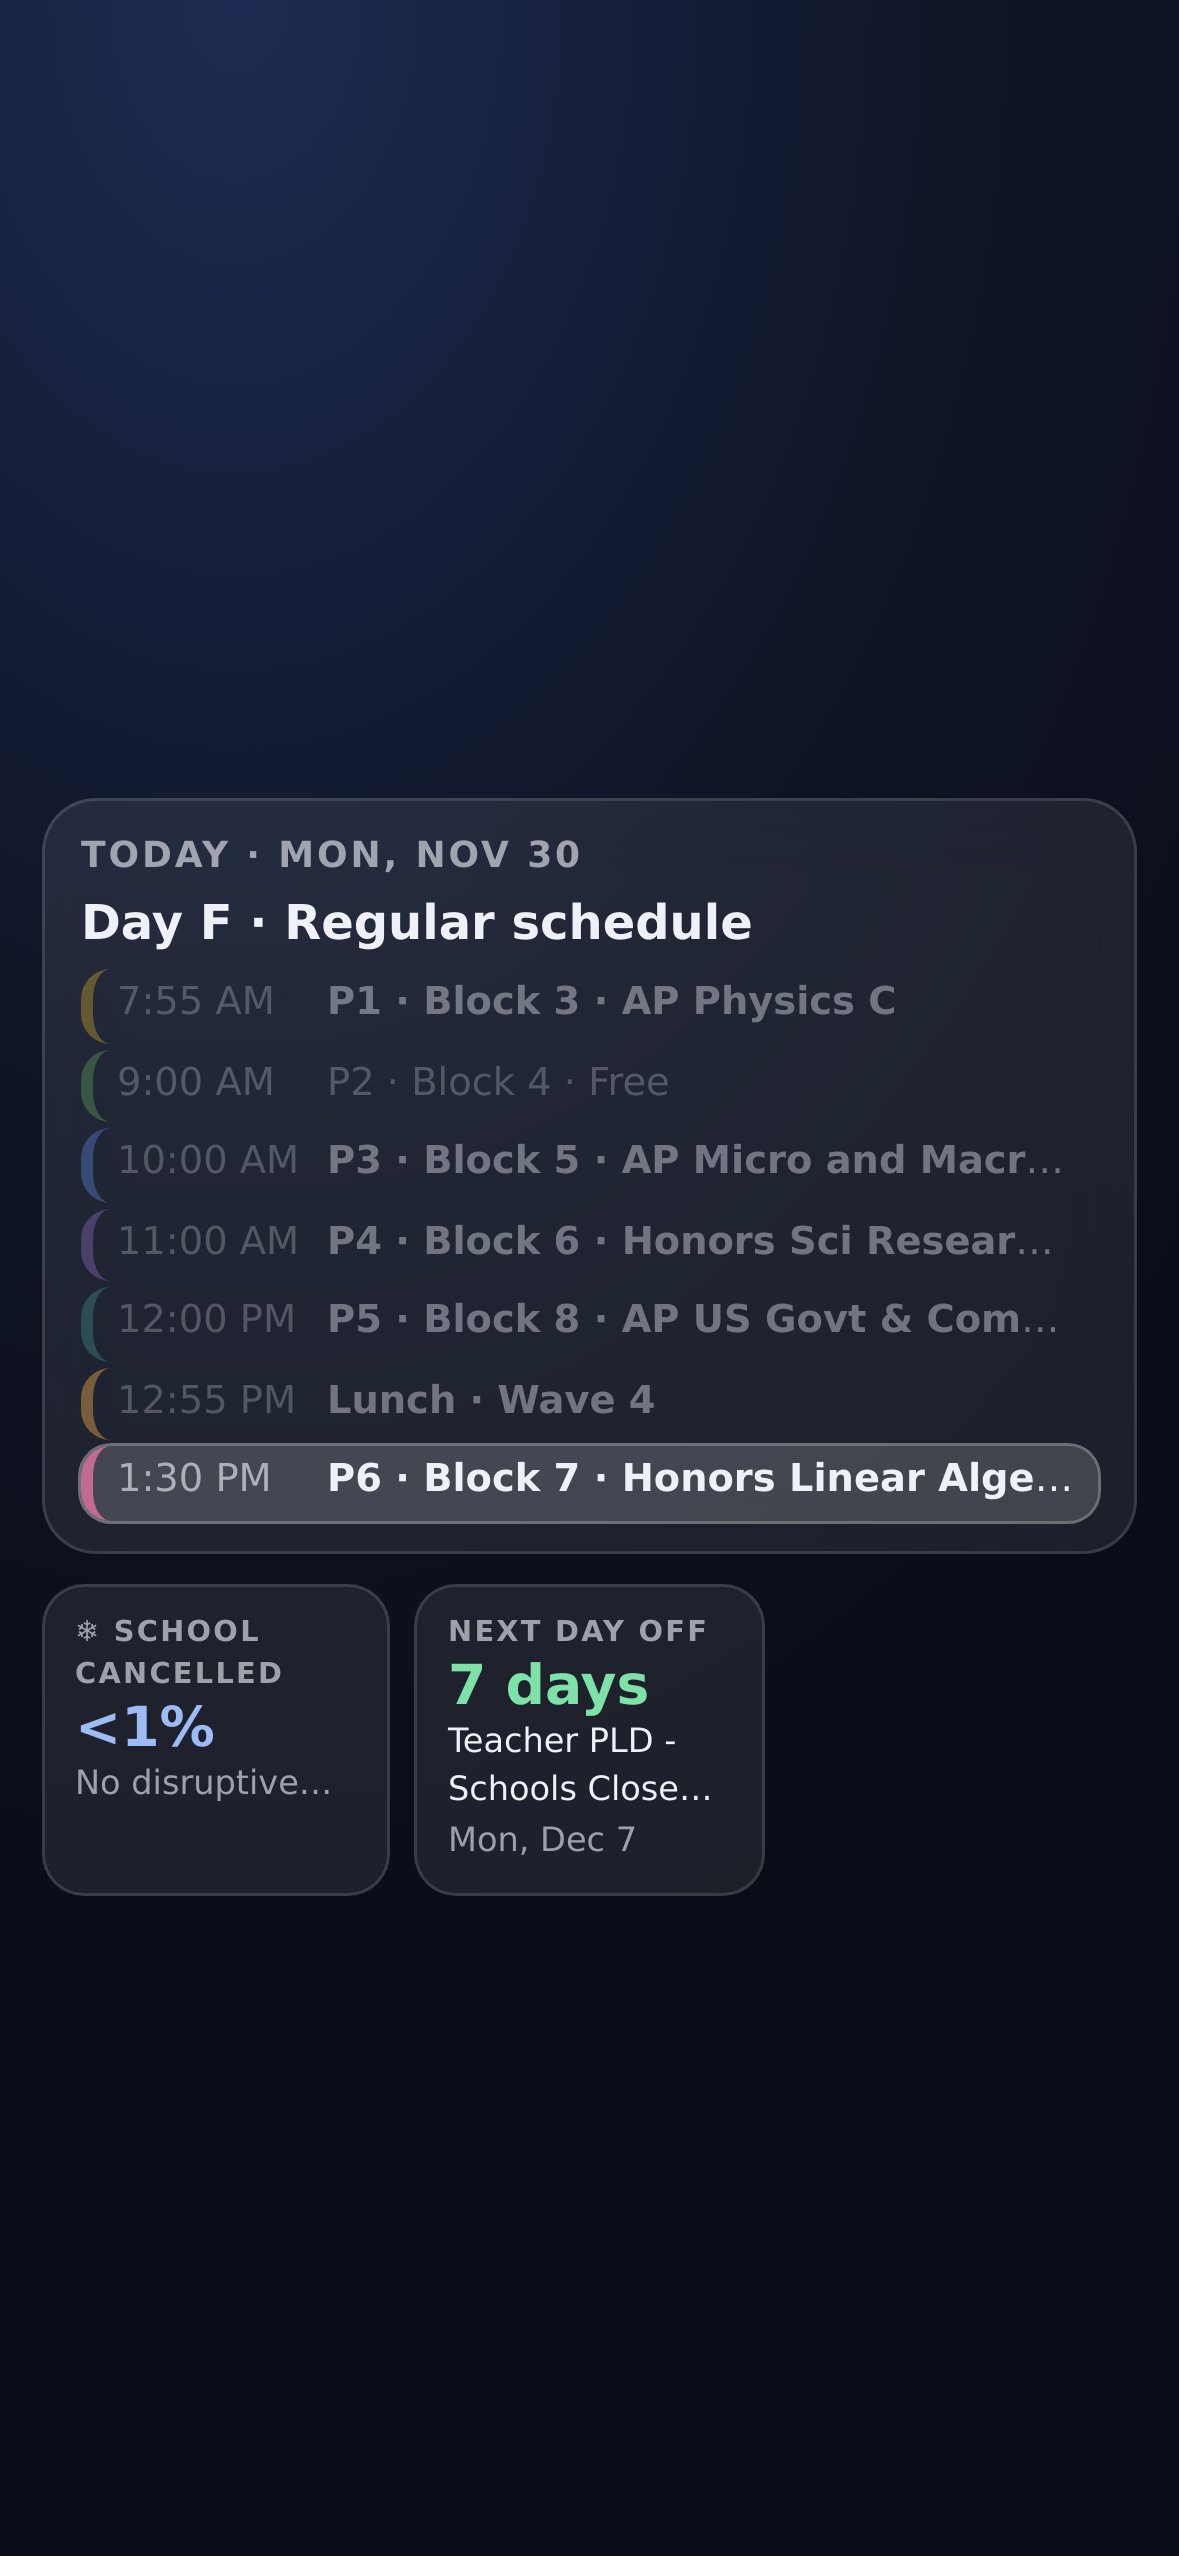 TODAY · MON, NOV 30
Day F · Regular schedule
7:55 AM P1 · Block 3 · AP Physics C
9:00 AM P2 · Block 4 · Free
10:00 AM P3 · Block 5 · AP Micro and Macr...
11:00 AM P4 · Block 6 · Honors Sci Resear...
12:00 PM P5 · Block 8 · AP US Govt & Com...
12:55 PM Lunch · Wave 4
1:30 PM P6 · Block 7 · Honors Linear Alge...
❄ SCHOOL
CANCELLED
<1%
No disruptive...
NEXT DAY OFF
7 days
Teacher PLD -
Schools Close...
Mon, Dec 7